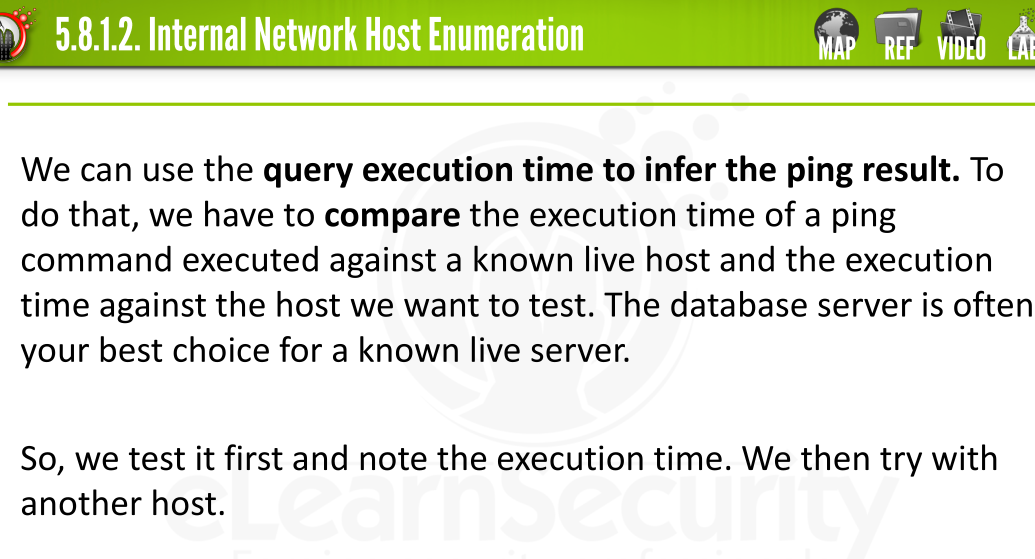 5.8.1.2. Internal Network Host Enumeration
MAP REF VIDEO LAB
We can use the query execution time to infer the ping result. To
do that, we have to compare the execution time of a ping
command executed against a known live host and the execution
time against the host we want to test. The database server is often
your best choice for a known live server.
So, we test it first and note the execution time. We then try with
another host.
eLearnSecurity